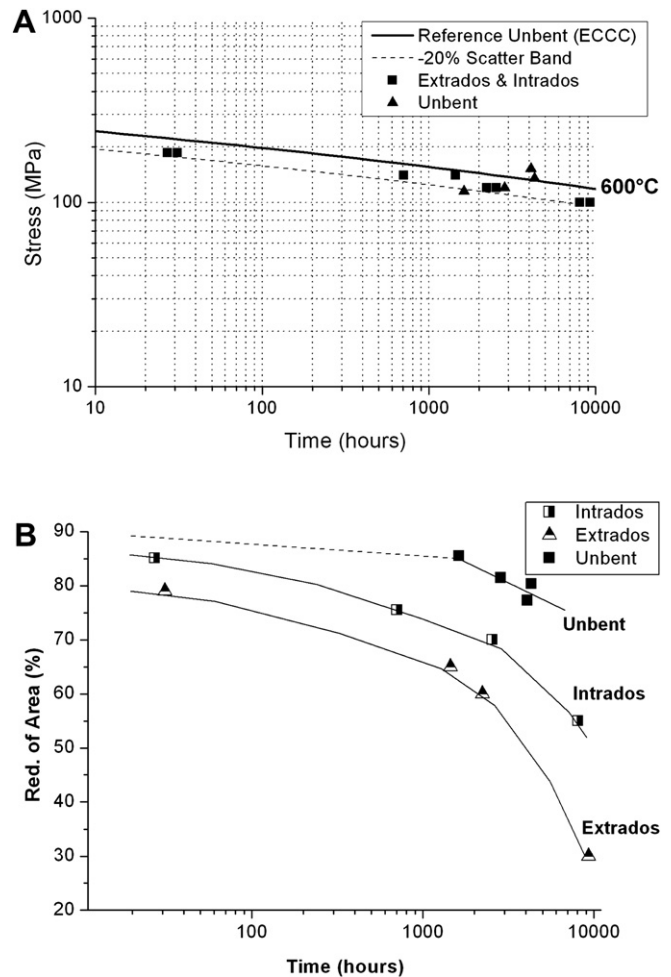 A
1000
Reference Unbent (ECCC)
-20% Scatter Band
Extrados & Intrados
Unbent
Stress (MPa)
100
600°C
10
10
100
1000
10000
Time (hours)
B
90
Intrados
Extrados
Unbent
80
70
60
50
40
30
20
Red. of Area (%)
Unbent
Intrados
Extrados
100
1000
10000
Time (hours)